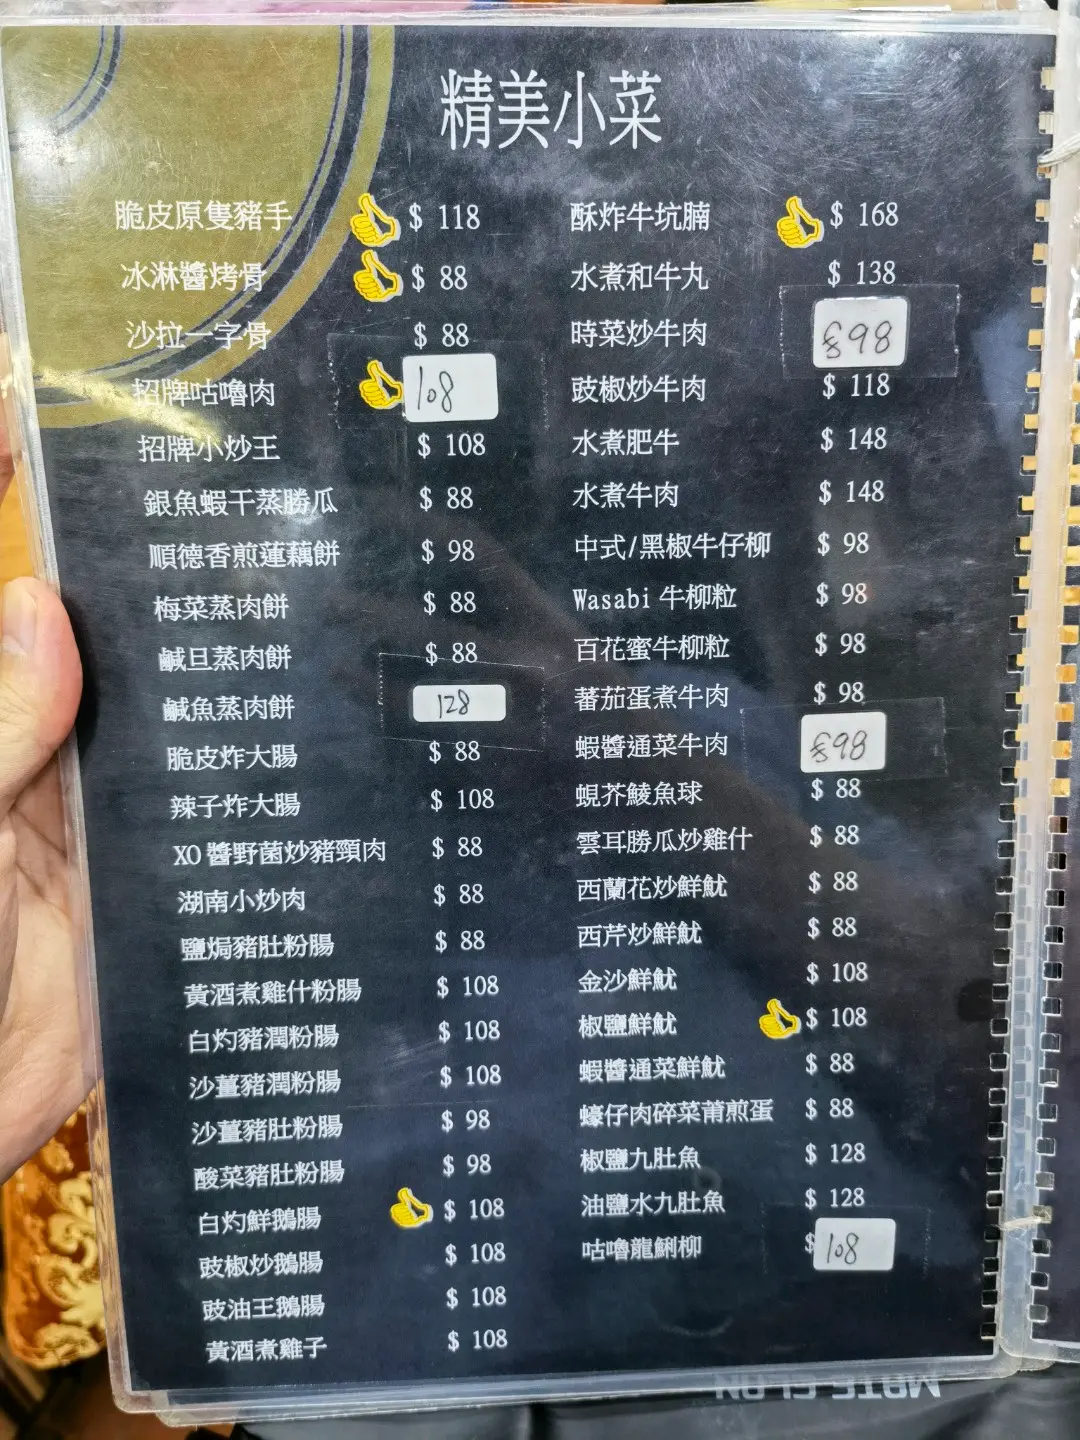 精美小菜
脆皮原隻豬手 $ 118
冰淋醬烤骨 $ 88
沙拉一字骨 $ 88
招牌咕嚕肉 108
招牌小炒王 $ 108
銀魚蝦干蒸勝瓜 $ 88
順德香煎蓮藕餅 $ 98
梅菜蒸肉餅 $ 88
鹹旦蒸肉餅 $ 88
鹹魚蒸肉餅 128
脆皮炸大腸 $ 88
辣子炸大腸 $ 108
XO 醬野菌炒豬頸肉 $ 88
湖南小炒肉 $ 88
鹽焗豬肚粉腸 $ 88
黃酒煮雞什粉腸 $ 108
白灼豬潤粉腸 $ 108
沙薑豬潤粉腸 $ 108
沙薑豬肚粉腸 $ 98
酸菜豬肚粉腸 $ 98
白灼鮮鵝腸 $ 108
豉椒炒鵝腸 $ 108
豉油王鵝腸 $ 108
黃酒煮雞子 $ 108
酥炸牛坑腩 $ 168
水煮和牛丸 $ 138
時菜炒牛肉 $98
豉椒炒牛肉 $ 118
水煮肥牛 $ 148
水煮牛肉 $ 148
中式/黑椒牛仔柳 $ 98
Wasabi 牛柳粒 $ 98
百花蜜牛柳粒 $ 98
蕃茄蛋煮牛肉 $ 98
蝦醬通菜牛肉 $98
蜆芥鯪魚球 $ 88
雲耳勝瓜炒雞什 $ 88
西蘭花炒鮮魷 $ 88
西芹炒鮮魷 $ 88
金沙鮮魷 $ 108
椒鹽鮮魷 $ 108
蝦醬通菜鮮魷 $ 88
蠔仔肉碎菜莆煎蛋 $ 88
椒鹽九肚魚 $ 128
油鹽水九肚魚 $ 128
咕嚕龍脷柳 $ 108